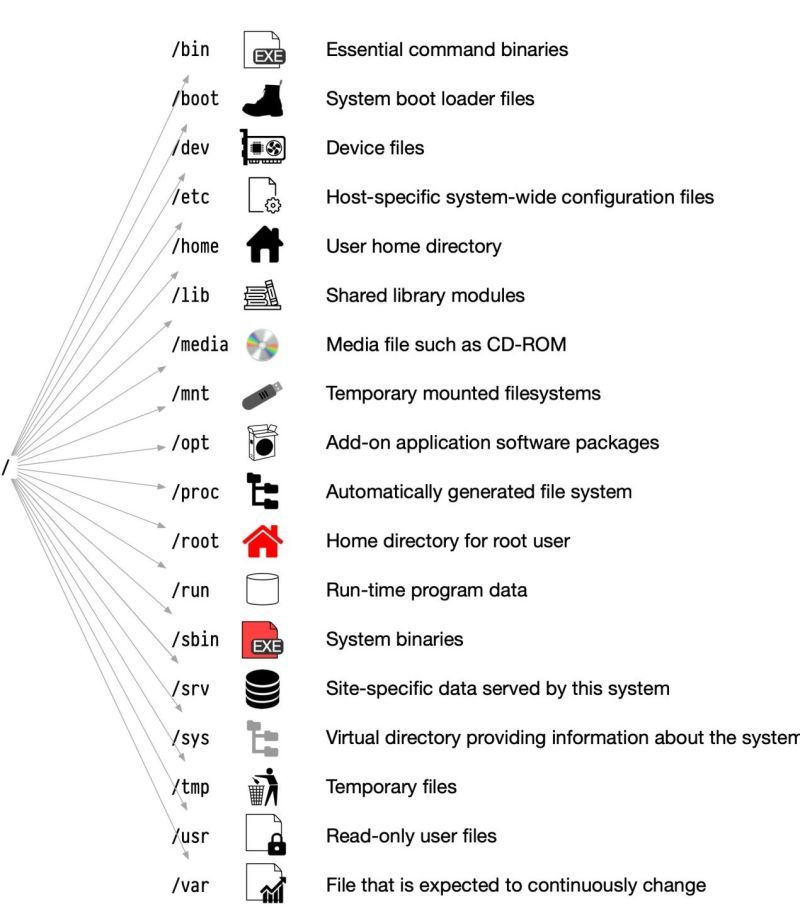 /bin EXE Essential command binaries
/boot System boot loader files
/dev Device files
/etc Host-specific system-wide configuration files
/home User home directory
/lib Shared library modules
/media Media file such as CD-ROM
/mnt Temporary mounted filesystems
/opt Add-on application software packages
/
/proc Automatically generated file system
/root Home directory for root user
/run Run-time program data
/sbin EXE System binaries
/srv Site-specific data served by this system
/sys Virtual directory providing information about the system
/tmp Temporary files
/usr Read-only user files
/var File that is expected to continuously change